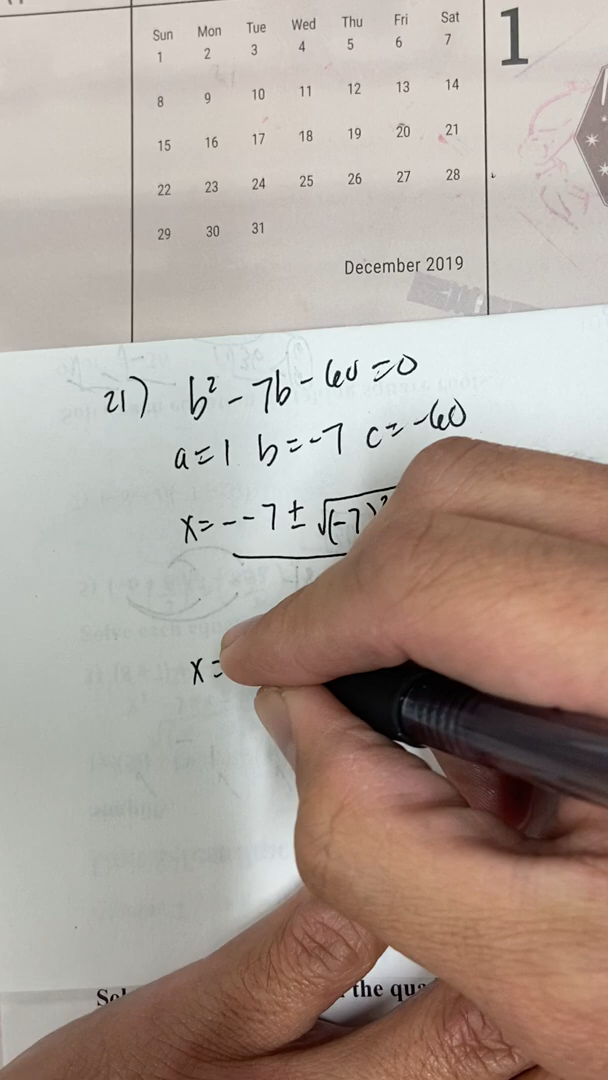 Sun Mon Tue Wed Thu Fri Sat
1 2 3 4 5 6 7
8 9 10 11 12 13 14
15 16 17 18 19 20 21
22 23 24 25 26 27 28
29 30 31
December 2019
1
21) b² - 7b - 60 = 0
a = 1 b = -7 c = -60
x = - -7 ± √(-7)²
x =
the